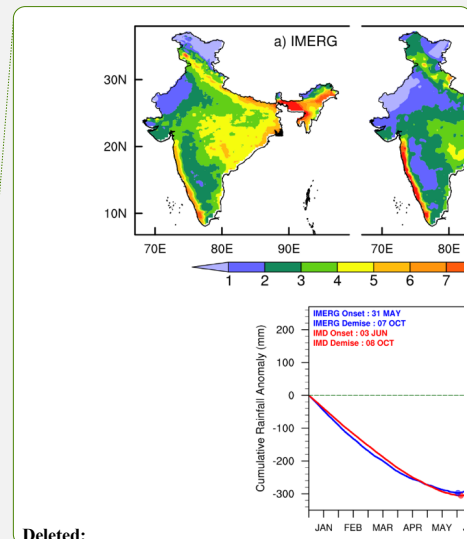 a) IMERG
30N
20N
10N
70E 80E 90E 70E 80E
1 2 3 4 5 6 7
IMERG Onset : 31 MAY
IMERG Demise : 07 OCT
IMD Onset : 03 JUN
IMD Demise : 08 OCT
Cumulative Rainfall Anomaly (mm)
200
100
0
-100
-200
-300
JAN FEB MAR APR MAY
Deleted: